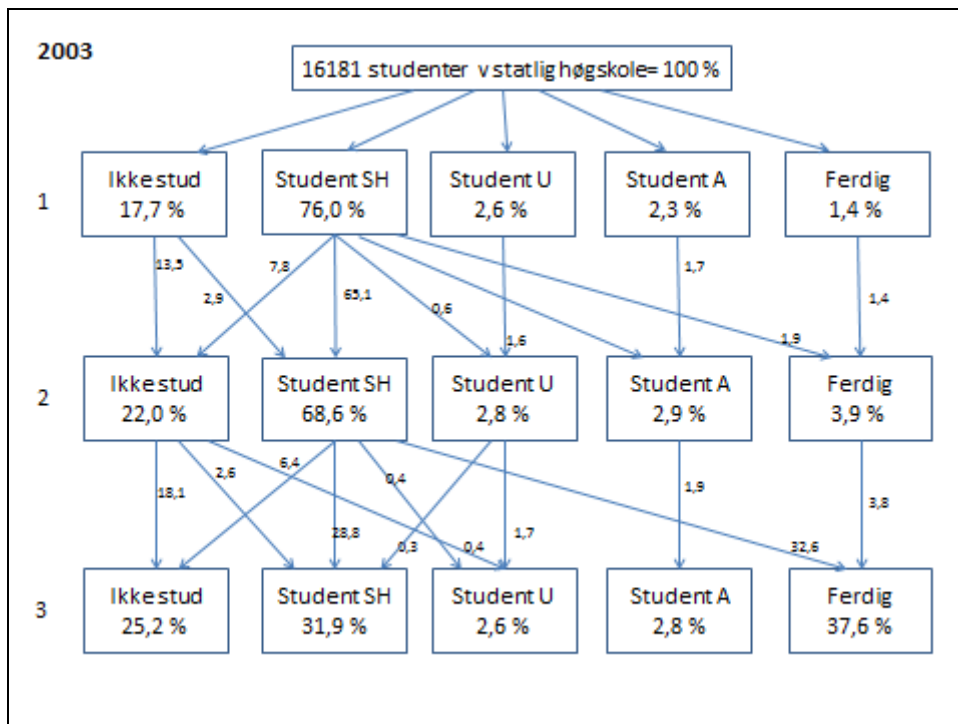 2003
16181 studenter v statlig høgskole= 100 %
1
Ikke stud
17,7 %
Student SH
76,0 %
Student U
2,6 %
Student A
2,3 %
Ferdig
1,4 %
13,5
2,9
7,8
65,1
0,6
1,6
1,7
1,9
1,4
2
Ikke stud
22,0 %
Student SH
68,6 %
Student U
2,8 %
Student A
2,9 %
Ferdig
3,9 %
18,1
2,6
6,4
28,8
0,4
0,3
0,4
1,7
1,9
32,6
3,8
3
Ikke stud
25,2 %
Student SH
31,9 %
Student U
2,6 %
Student A
2,8 %
Ferdig
37,6 %